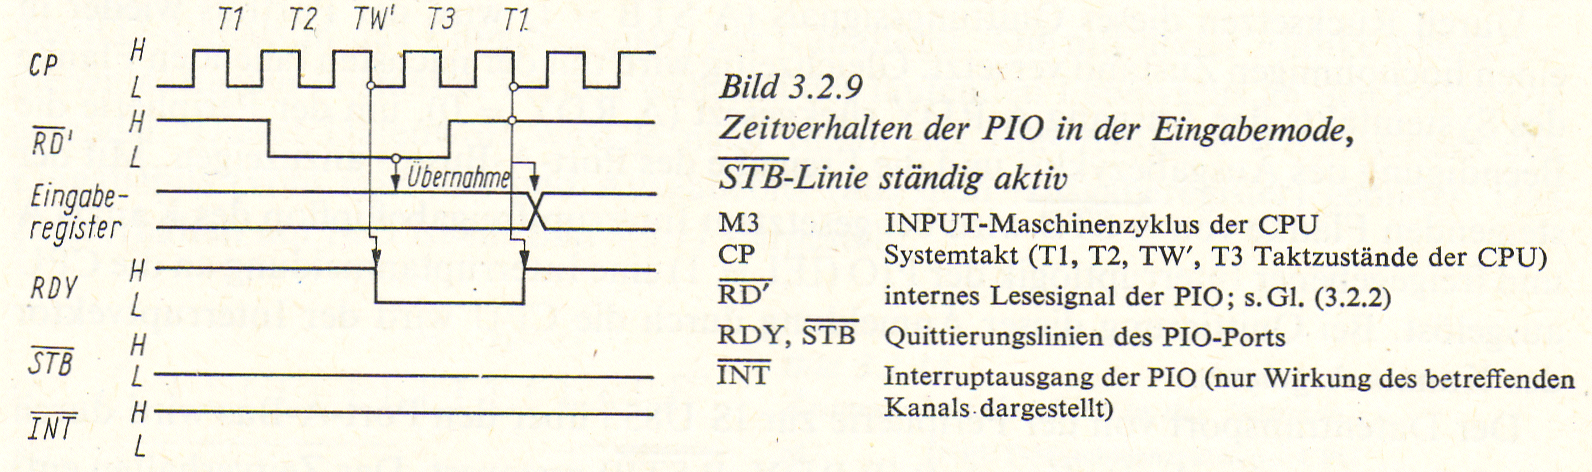 T1 T2 TW' T3 T1
CP H
L
RD' H
L
Übernahme
Eingabe-
register
RDY H
L
STB H
L
INT H
L
Bild 3.2.9
Zeitverhalten der PIO in der Eingabemode,
STB-Linie ständig aktiv
M3 INPUT-Maschinenzyklus der CPU
CP Systemtakt (T1, T2, TW', T3 Taktzustände der CPU)
RD' internes Lesesignal der PIO; s. Gl. (3.2.2)
RDY, STB Quittierungslinien des PIO-Ports
INT Interruptausgang der PIO (nur Wirkung des betreffenden
Kanals dargestellt)